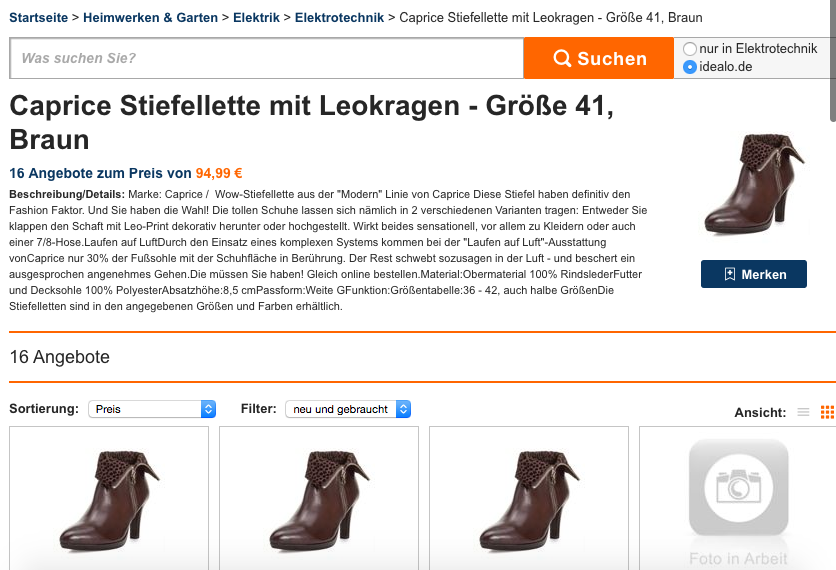 Startseite > Heimwerken & Garten > Elektrik > Elektrotechnik > Caprice Stiefellette mit Leokragen - Größe 41, Braun
Was suchen Sie?
Suchen
nur in Elektrotechnik
idealo.de
Caprice Stiefellette mit Leokragen - Größe 41,
Braun
16 Angebote zum Preis von 94,99 €
Beschreibung/Details: Marke: Caprice / Wow-Stiefellette aus der "Modern" Linie von Caprice Diese Stiefel haben definitiv den
Fashion Faktor. Und Sie haben die Wahl! Die tollen Schuhe lassen sich nämlich in 2 verschiedenen Varianten tragen: Entweder Sie
klappen den Schaft mit Leo-Print dekorativ herunter oder hochgestellt. Wirkt beides sensationell, vor allem zu Kleidern oder auch
einer 7/8-Hose.Laufen auf LuftDurch den Einsatz eines komplexen Systems kommen bei der "Laufen auf Luft"-Ausstattung
vonCaprice nur 30% der Fußsohle mit der Schuhfläche in Berührung. Der Rest schwebt sozusagen in der Luft - und beschert ein
ausgesprochen angenehmes Gehen.Die müssen Sie haben! Gleich online bestellen.Material:Obermaterial 100% RindslederFutter
und Decksohle 100% PolyesterAbsatzhöhe:8,5 cmPassform:Weite GFunktion:Größentabelle:36 - 42, auch halbe GrößenDie
Stiefelletten sind in den angegebenen Größen und Farben erhältlich.
Merken
16 Angebote
Sortierung: Preis Filter: neu und gebraucht Ansicht:
Foto in Arbeit